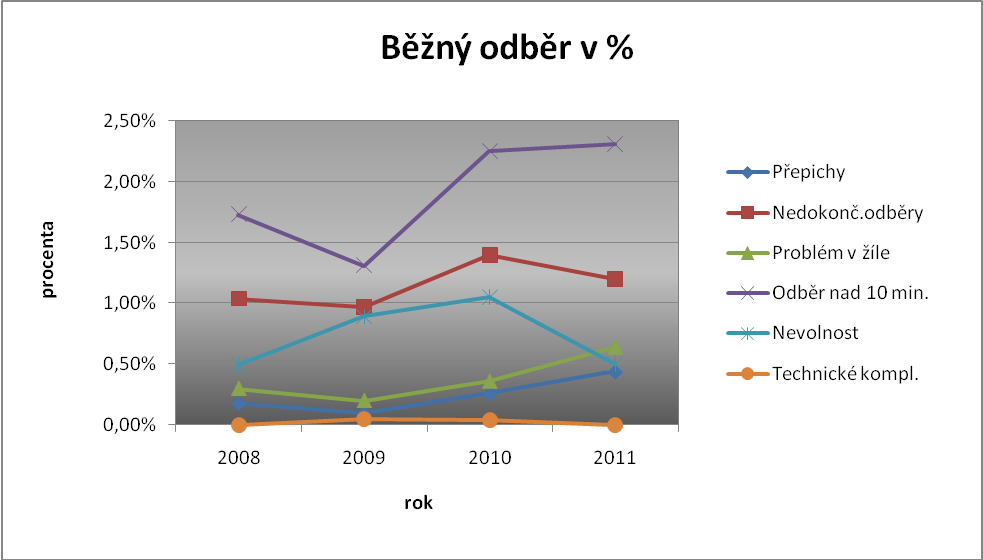 Běžný odběr v %
2,50%
2,00%
1,50%
1,00%
0,50%
0,00%
procenta
2008 2009 2010 2011
rok
Přepichy
Nedokonč.odběry
Problém v žíle
Odběr nad 10 min.
Nevolnost
Technické kompl.